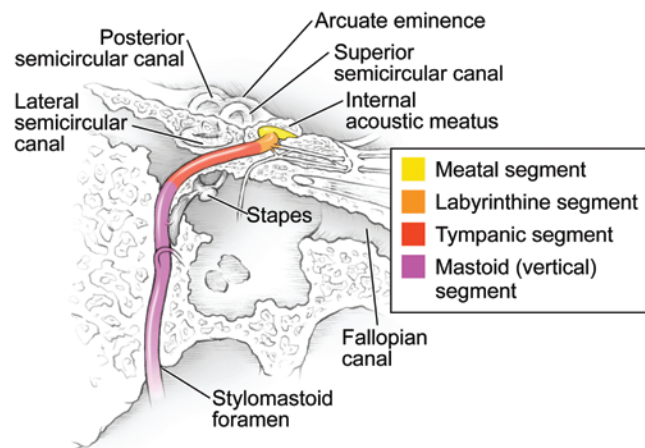 Arcuate eminence
Posterior
semicircular canal
Superior
semicircular canal
Lateral
semicircular
canal
Internal
acoustic meatus
Meatal segment
Labyrinthine segment
Tympanic segment
Mastoid (vertical)
segment
Stapes
Fallopian
canal
Stylomastoid
foramen